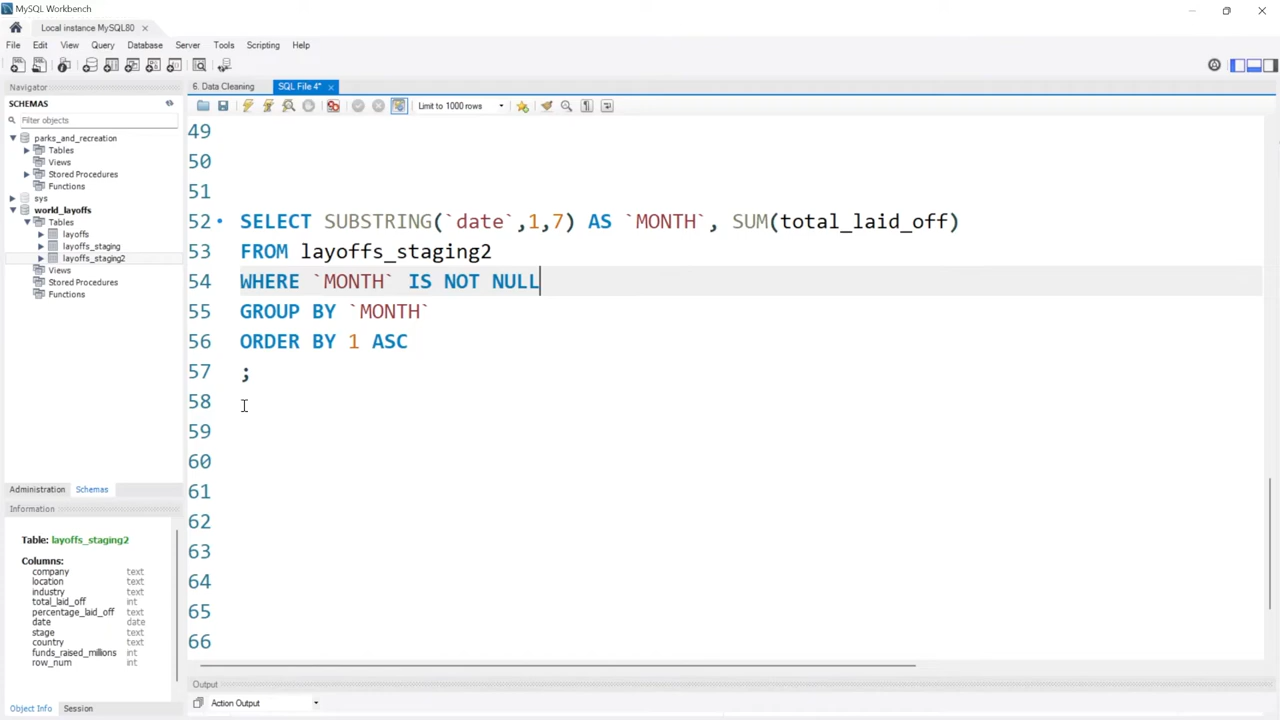 MySQL Workbench
Local instance MySQL80
File Edit View Query Database Server Tools Scripting Help
Navigator
SCHEMAS
Filter objects
parks_and_recreation
Tables
Views
Stored Procedures
Functions
sys
world_layoffs
Tables
layoffs
layoffs_staging
layoffs_staging2
Views
Stored Procedures
Functions
Administration Schemas
Information
Table: layoffs_staging2
Columns:
company text
location text
industry text
total_laid_off int
percentage_laid_off text
date date
stage text
country text
funds_raised_millions int
row_num int
Object Info Session
6. Data Cleaning SQL File 4*
Limit to 1000 rows
49
50
51
52 SELECT SUBSTRING(`date`,1,7) AS `MONTH`, SUM(total_laid_off)
53 FROM layoffs_staging2
54 WHERE `MONTH` IS NOT NULL
55 GROUP BY `MONTH`
56 ORDER BY 1 ASC
57 ;
58
59
60
61
62
63
64
65
66
Output
Action Output